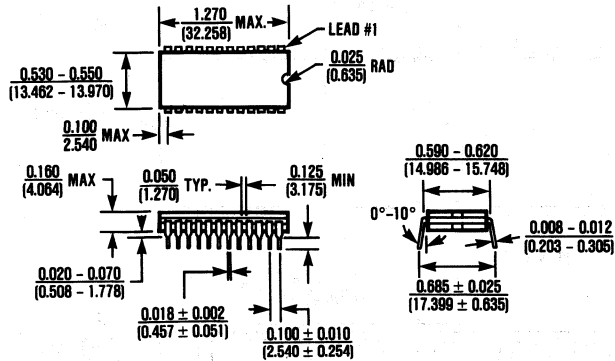 1.270
(32.258)
MAX.
LEAD #1
0.530 – 0.550
(13.462 – 13.970)
0.025
(0.635)
RAD
0.100
2.540
MAX
0.160
(4.064)
MAX
0.050
(1.270)
TYP.
0.125
(3.175)
MIN
0.590 – 0.620
(14.986 – 15.748)
0°–10°
0.008 – 0.012
(0.203 – 0.305)
0.020 – 0.070
(0.508 – 1.778)
0.018 ± 0.002
(0.457 ± 0.051)
0.100 ± 0.010
(2.540 ± 0.254)
0.685 ± 0.025
(17.399 ± 0.635)